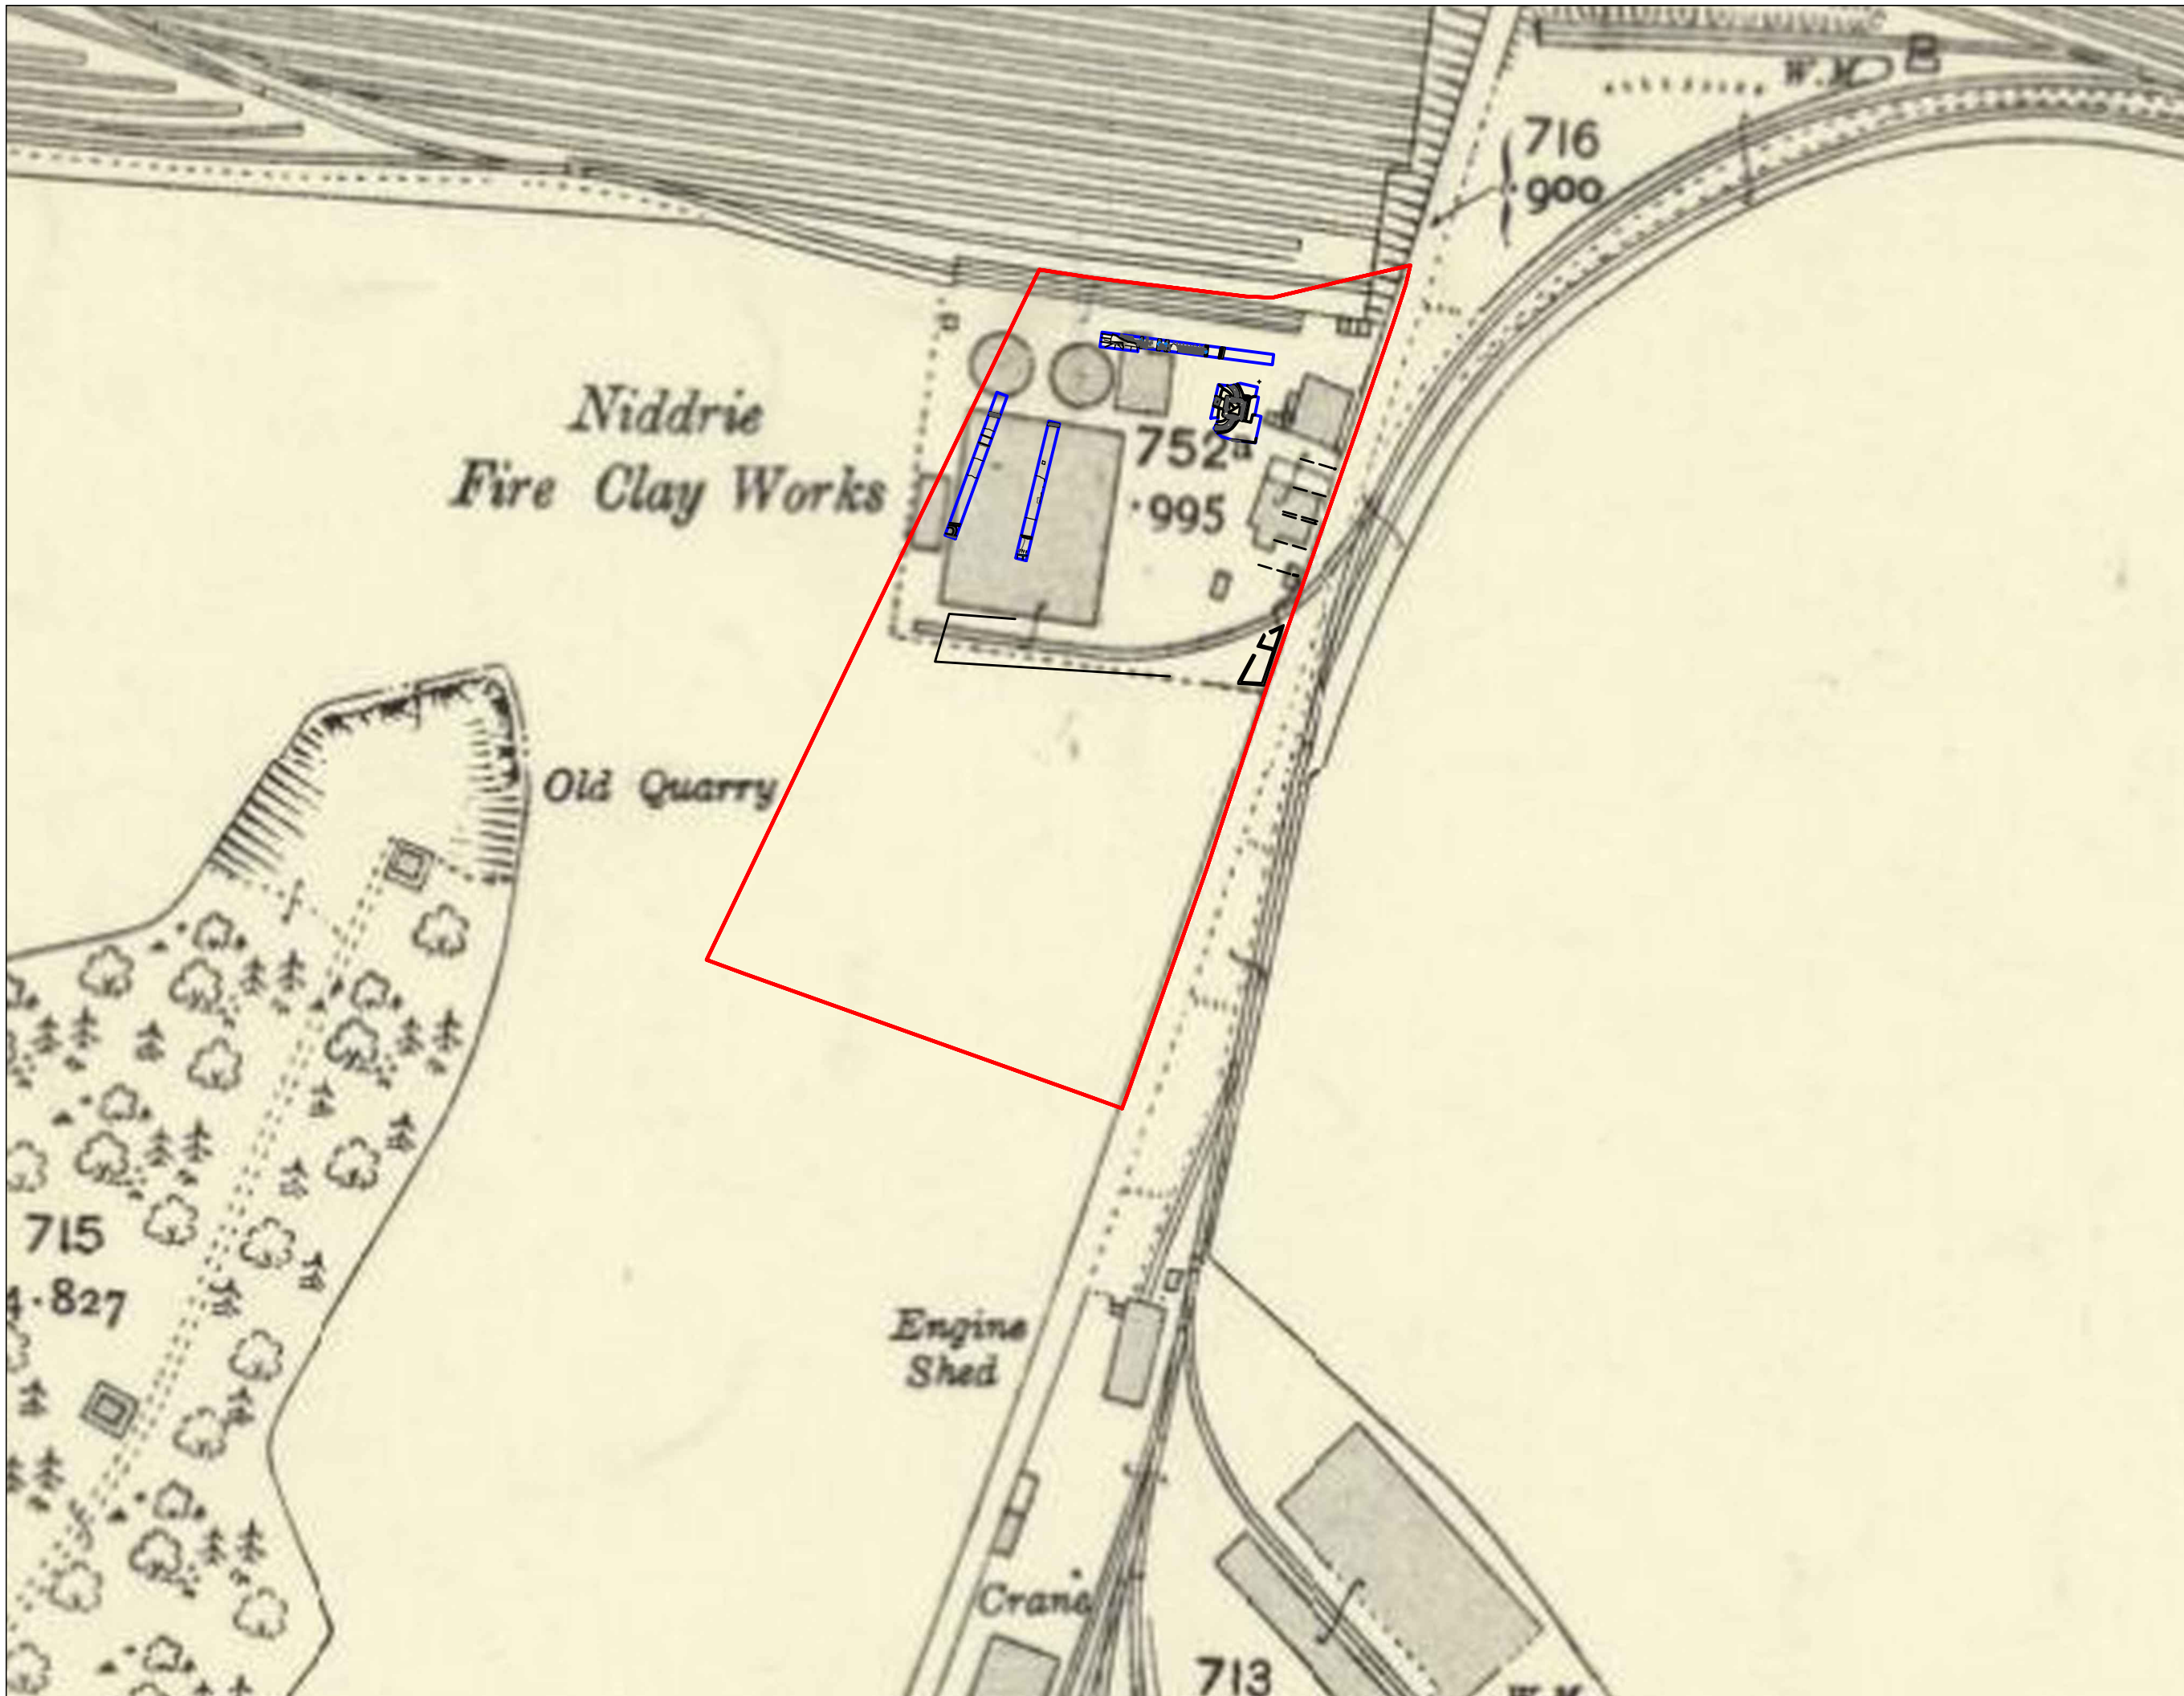 W.M
716
·900
Niddrie
Fire Clay Works
752a
·995
Old Quarry
715
4·827
Engine
Shed
Crane
713
W.M.